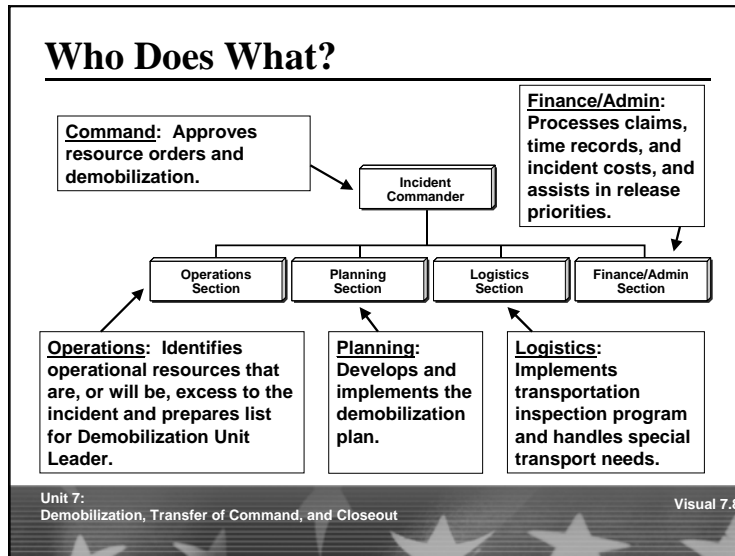 Who Does What?
Finance/Admin:
Processes claims,
time records, and
incident costs, and
assists in release
priorities.
Command: Approves
resource orders and
demobilization.
Incident
Commander
Operations
Section
Planning
Section
Logistics
Section
Finance/Admin
Section
Operations: Identifies
operational resources that
are, or will be, excess to the
incident and prepares list
for Demobilization Unit
Leader.
Planning:
Develops and
implements the
demobilization
plan.
Logistics:
Implements
transportation
inspection program
and handles special
transport needs.
Unit 7:
Demobilization, Transfer of Command, and Closeout
Visual 7.8